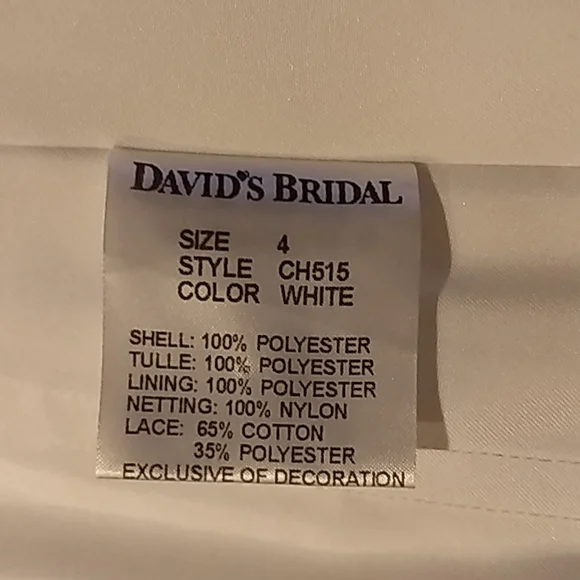 DAVID'S BRIDAL
SIZE 4
STYLE CH515
COLOR WHITE
SHELL: 100% POLYESTER
TULLE: 100% POLYESTER
LINING: 100% POLYESTER
NETTING: 100% NYLON
LACE: 65% COTTON
35% POLYESTER
EXCLUSIVE OF DECORATION